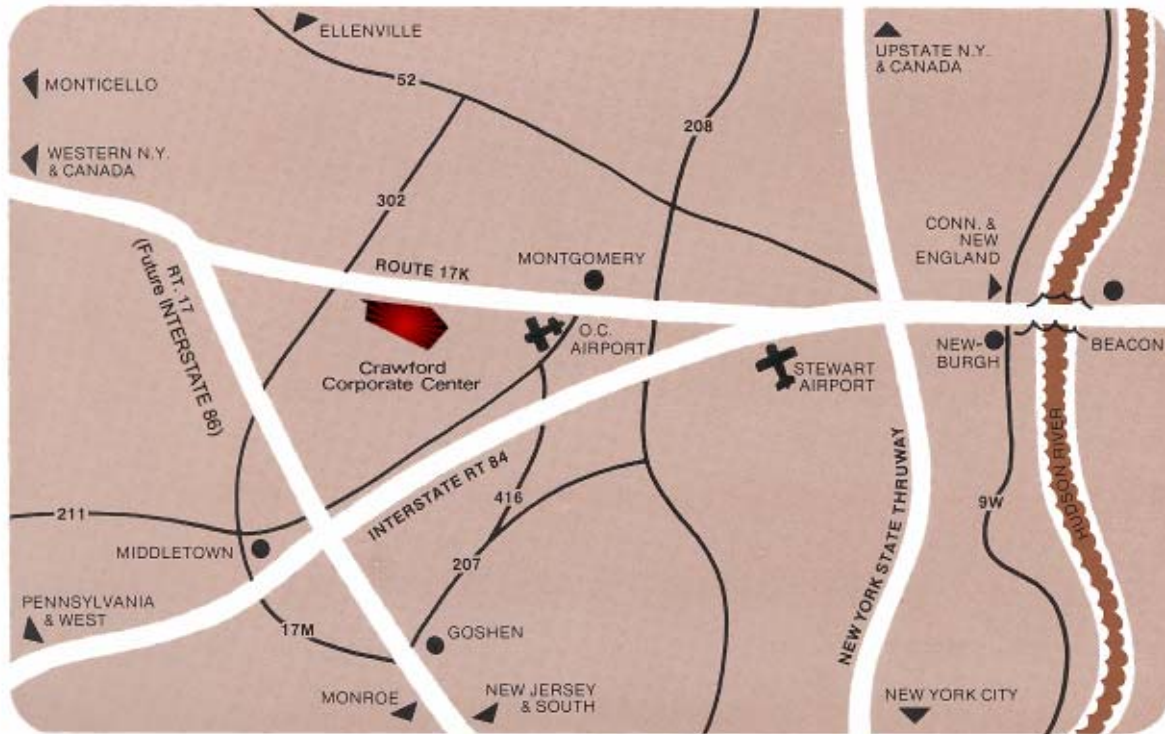 ELLENVILLE
UPSTATE N.Y.
& CANADA
MONTICELLO
52
208
WESTERN N.Y.
& CANADA
302
CONN. &
NEW
ENGLAND
RT. 17
(Future INTERSTATE 86)
ROUTE 17K
MONTGOMERY
O.C.
AIRPORT
NEW-
BURGH
BEACON
Crawford
Corporate Center
STEWART
AIRPORT
HUDSON RIVER
INTERSTATE RT 84
NEW YORK STATE THRUWAY
416
9W
211
MIDDLETOWN
207
PENNSYLVANIA
& WEST
17M
GOSHEN
MONROE
NEW JERSEY
& SOUTH
NEW YORK CITY